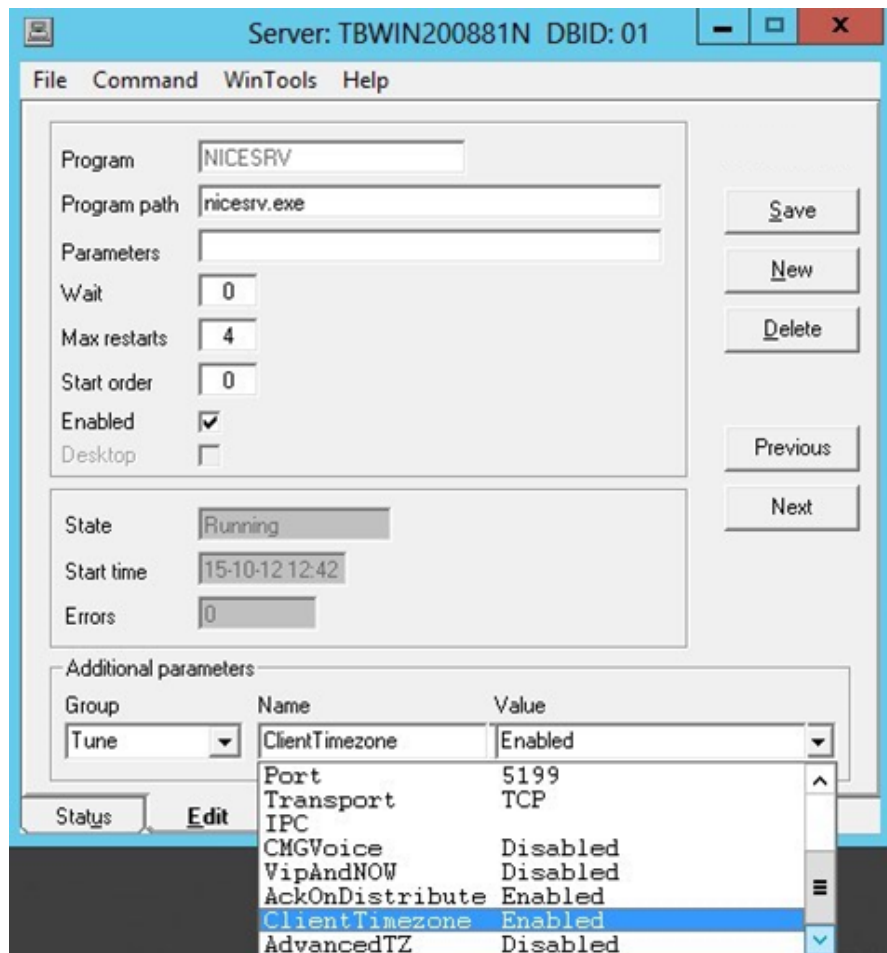 Server: TBWIN200881N DBID: 01
File Command WinTools Help
Program NICESRV
Program path nicesrv.exe
Parameters
Wait 0
Max restarts 4
Start order 0
Enabled
Desktop
Save
New
Delete
Previous
Next
State Running
Start time 15-10-12 12:42
Errors 0
Additional parameters
Group Name Value
Tune ClientTimezone Enabled
Port 5199
Transport TCP
IPC
CMGVoice Disabled
VipAndNOW Disabled
AckOnDistribute Enabled
ClientTimezone Enabled
AdvancedTZ Disabled
Status Edit